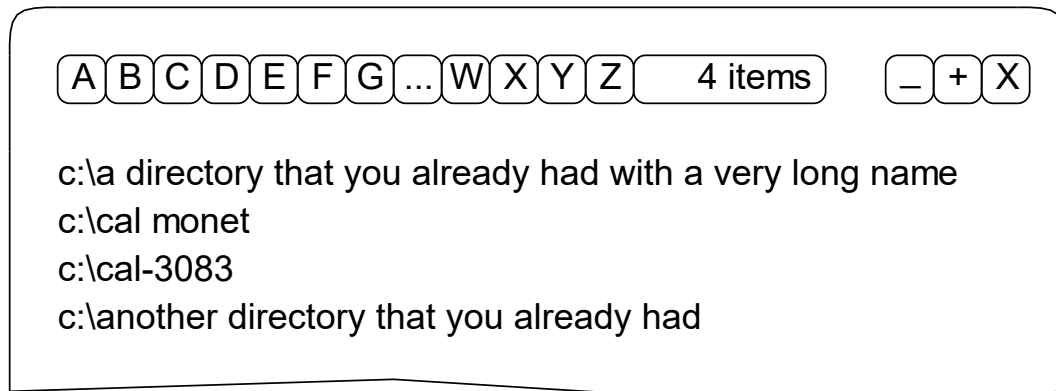 A B C D E F G ... W X Y Z 4 items _ + X
c:\a directory that you already had with a very long name
c:\cal monet
c:\cal-3083
c:\another directory that you already had